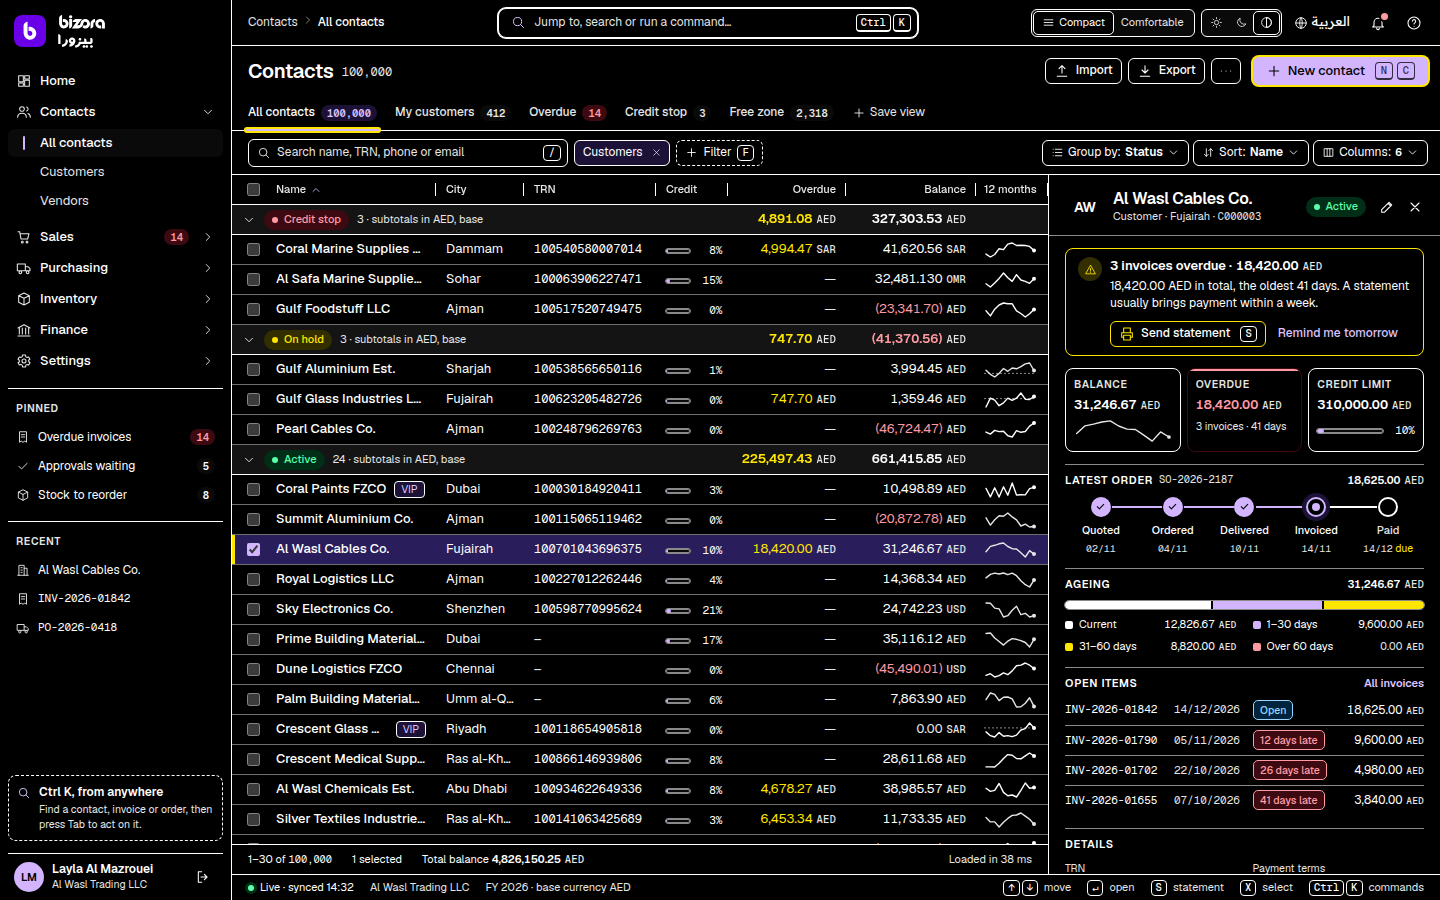 bizora
بيزورا
Contacts
All contacts
Jump to, search or run a command...
Ctrl K
Compact
Comfortable
العربية
Home
Contacts
All contacts
Customers
Vendors
Sales 14
Purchasing
Inventory
Finance
Settings
PINNED
Overdue invoices 14
Approvals waiting 5
Stock to reorder 8
RECENT
Al Wasl Cables Co.
INV-2026-01842
PO-2026-0418
Ctrl K, from anywhere
Find a contact, invoice or order, then
press Tab to act on it.
LM
Layla Al Mazrouei
Al Wasl Trading LLC
Contacts 100,000
Import
Export
...
New contact N C
All contacts 100,000
My customers 412
Overdue 14
Credit stop 3
Free zone 2,318
Save view
Search name, TRN, phone or email /
Customers
Filter F
Group by: Status
Sort: Name
Columns: 6
Name City TRN Credit Overdue Balance 12 months
Credit stop 3 · subtotals in AED, base 4,891.08 AED 327,303.53 AED
Coral Marine Supplies ... Dammam 100540580007014 8% 4,994.47 SAR 41,620.56 SAR
Al Safa Marine Supplie... Sohar 100063906227471 15% — 32,481.130 OMR
Gulf Foodstuff LLC Ajman 100517520749475 0% — (23,341.70) AED
On hold 3 · subtotals in AED, base 747.70 AED (41,370.56) AED
Gulf Aluminium Est. Sharjah 100538565650116 1% — 3,994.45 AED
Gulf Glass Industries L... Fujairah 100623205482726 0% 747.70 AED 1,359.46 AED
Pearl Cables Co. Ajman 100248796269763 0% — (46,724.47) AED
Active 24 · subtotals in AED, base 225,497.43 AED 661,415.85 AED
Coral Paints FZCO VIP Dubai 100030184920411 3% — 10,498.89 AED
Summit Aluminium Co. Ajman 100115065119462 0% — (20,872.78) AED
Al Wasl Cables Co. Fujairah 100701043696375 10% 18,420.00 AED 31,246.67 AED
Royal Logistics LLC Ajman 100227012262446 4% — 14,368.34 AED
Sky Electronics Co. Shenzhen 100598770995624 21% — 24,742.23 USD
Prime Building Material... Dubai – 17% — 35,116.12 AED
Dune Logistics FZCO Chennai – 0% — (45,490.01) USD
Palm Building Material... Umm al-Q... – 6% — 7,863.90 AED
Crescent Glass ... VIP Riyadh 100118654905818 0% — 0.00 SAR
Crescent Medical Supp... Ras al-Kh... 100866146939806 8% — 28,611.68 AED
Al Wasl Chemicals Est. Abu Dhabi 100934622649336 8% 4,678.27 AED 38,985.57 AED
Silver Textiles Industrie... Ras al-Kh... 100141063425689 3% 6,453.34 AED 11,733.35 AED
1–30 of 100,000 1 selected Total balance 4,826,150.25 AED Loaded in 38 ms
AW
Al Wasl Cables Co.
Customer · Fujairah · C000003
Active
3 invoices overdue · 18,420.00 AED
18,420.00 AED in total, the oldest 41 days. A statement
usually brings payment within a week.
Send statement S
Remind me tomorrow
BALANCE
31,246.67 AED
OVERDUE
18,420.00 AED
3 invoices · 41 days
CREDIT LIMIT
310,000.00 AED
10%
LATEST ORDER SO-2026-2187 18,625.00 AED
Quoted Ordered Delivered Invoiced Paid
02/11 04/11 10/11 14/11 14/12 due
AGEING 31,246.67 AED
Current 12,826.67 AED
1–30 days 9,600.00 AED
31–60 days 8,820.00 AED
Over 60 days 0.00 AED
OPEN ITEMS All invoices
INV-2026-01842 14/12/2026 Open 18,625.00 AED
INV-2026-01790 05/11/2026 12 days late 9,600.00 AED
INV-2026-01702 22/10/2026 26 days late 4,980.00 AED
INV-2026-01655 07/10/2026 41 days late 3,840.00 AED
DETAILS
TRN Payment terms
Live · synced 14:32 Al Wasl Trading LLC FY 2026 · base currency AED
↑ ↓ move ↵ open S statement X select Ctrl K commands